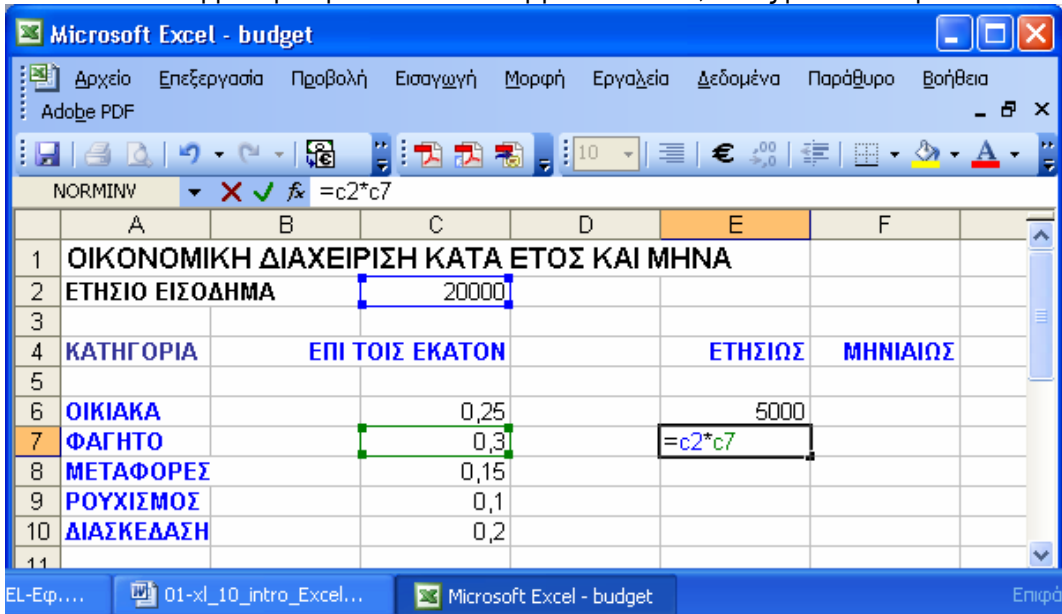 Microsoft Excel - budget
Αρχείο Επεξεργασία Προβολή Εισαγωγή Μορφή Εργαλεία Δεδομένα Παράθυρο Βοήθεια
Adobe PDF
10
NORMINV =c2*c7
A B C D E F
1 ΟΙΚΟΝΟΜΙΚΗ ΔΙΑΧΕΙΡΙΣΗ ΚΑΤΑ ΕΤΟΣ ΚΑΙ ΜΗΝΑ
2 ΕΤΗΣΙΟ ΕΙΣΟΔΗΜΑ 20000
3
4 ΚΑΤΗΓΟΡΙΑ ΕΠΙ ΤΟΙΣ ΕΚΑΤΟΝ ΕΤΗΣΙΩΣ ΜΗΝΙΑΙΩΣ
5
6 ΟΙΚΙΑΚΑ 0,25 5000
7 ΦΑΓΗΤΟ 0,3 =c2*c7
8 ΜΕΤΑΦΟΡΕΣ 0,15
9 ΡΟΥΧΙΣΜΟΣ 0,1
10 ΔΙΑΣΚΕΔΑΣΗ 0,2
11
EL-Εφ.... 01-xl_10_intro_Excel... Microsoft Excel - budget Επιφά